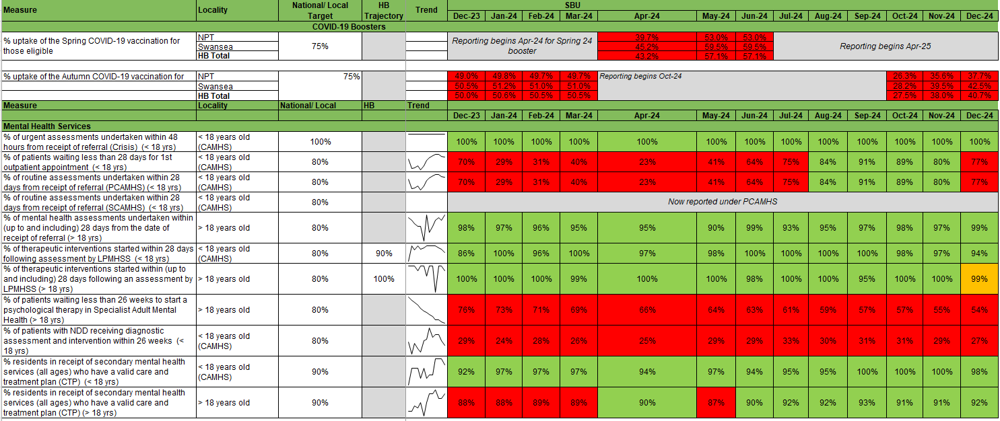 Measure Locality National/ Local Target HB Trajectory Trend SBU
Dec-23 Jan-24 Feb-24 Mar-24 Apr-24 May-24 Jun-24 Jul-24 Aug-24 Sep-24 Oct-24 Nov-24 Dec-24
COVID-19 Boosters
% uptake of the Spring COVID-19 vaccination for
those eligible
75%
NPT 39.7% 53.0% 53.0%
Swansea 45.2% 59.5% 59.5%
HB Total 43.2% 57.1% 57.1%
Reporting begins Apr-24 for Spring 24
booster
Reporting begins Apr-25
% uptake of the Autumn COVID-19 vaccination for NPT 75% 49.0% 49.8% 49.7% 49.7% Reporting begins Oct-24 26.3% 35.6% 37.7%
Swansea 50.5% 51.2% 51.0% 51.0% 28.2% 39.5% 42.5%
HB Total 50.0% 50.6% 50.5% 50.5% 27.5% 38.0% 40.7%
Measure Locality National/ Local HB Trend
Dec-23 Jan-24 Feb-24 Mar-24 Apr-24 May-24 Jun-24 Jul-24 Aug-24 Sep-24 Oct-24 Nov-24 Dec-24
Mental Health Services
% of urgent assessments undertaken within 48
hours from receipt of referral (Crisis) (< 18 yrs)
< 18 years old
(CAMHS)
100% 100% 100% 100% 100% 100% 100% 100% 100% 100% 100% 100% 100% 100%
% of patients waiting less than 28 days for 1st
outpatient appointment (< 18 yrs)
< 18 years old
(CAMHS)
80% 70% 29% 31% 40% 23% 41% 64% 75% 84% 91% 89% 80% 77%
% of routine assessments undertaken within 28
days from receipt of referral (PCAMHS) (< 18 yrs)
< 18 years old
(CAMHS)
80% 70% 29% 31% 40% 23% 41% 64% 75% 84% 91% 89% 80% 77%
% of routine assessments undertaken within 28
days from receipt of referral (SCAMHS) (< 18 yrs)
< 18 years old
(CAMHS)
80% Now reported under PCAMHS
% of mental health assessments undertaken within
(up to and including) 28 days from the date of
receipt of referral (> 18 yrs)
> 18 years old
80% 98% 97% 96% 95% 95% 90% 99% 93% 95% 97% 98% 97% 99%
% of therapeutic interventions started within 28 days
following assessment by LPMHSS (< 18 yrs)
< 18 years old
(CAMHS)
80% 90% 86% 100% 96% 100% 97% 98% 100% 100% 100% 100% 98% 97% 94%
% of therapeutic interventions started within (up to
and including) 28 days following an assessment by
LPMHSS (> 18 yrs)
> 18 years old
80% 100% 100% 100% 100% 99% 100% 100% 98% 100% 100% 95% 100% 100% 99%
% of patients waiting less than 26 weeks to start a
psychological therapy in Specialist Adult Mental
Health (> 18 yrs)
> 18 years old
80% 76% 73% 71% 69% 66% 64% 63% 61% 59% 57% 57% 55% 54%
% of patients with NDD receiving diagnostic
assessment and intervention within 26 weeks (<
18 yrs)
< 18 years old
(CAMHS)
80% 29% 24% 28% 26% 25% 29% 29% 33% 30% 31% 31% 29% 27%
% residents in receipt of secondary mental health
services (all ages) who have a valid care and
treatment plan (CTP) (< 18 yrs)
< 18 years old
(CAMHS)
90% 92% 97% 97% 97% 94% 97% 94% 95% 95% 100% 100% 100% 98%
% residents in receipt of secondary mental health
services (all ages) who have a valid care and
treatment plan (CTP) (> 18 yrs)
> 18 years old
90% 88% 88% 89% 89% 90% 87% 90% 92% 92% 93% 91% 91% 92%